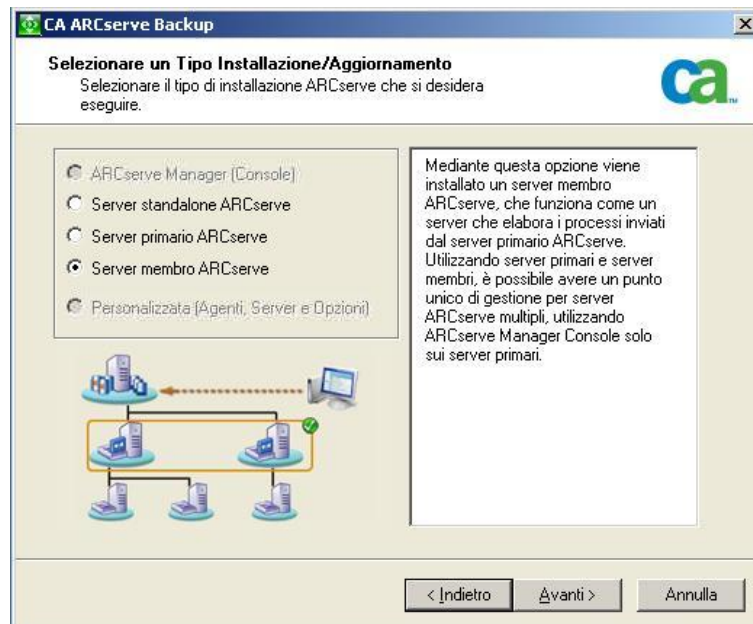 CA ARCserve Backup
Selezionare un Tipo Installazione/Aggiornamento
Selezionare il tipo di installazione ARCserve che si desidera
eseguire.
ca
ARCserve Manager (Console)
Server standalone ARCserve
Server primario ARCserve
Server membro ARCserve
Personalizzata (Agenti, Server e Opzioni)
Mediante questa opzione viene
installato un server membro
ARCserve, che funziona come un
server che elabora i processi inviati
dal server primario ARCserve.
Utilizzando server primari e server
membri, è possibile avere un punto
unico di gestione per server
ARCserve multipli, utilizzando
ARCserve Manager Console solo
sui server primari.
< Indietro
Avanti >
Annulla